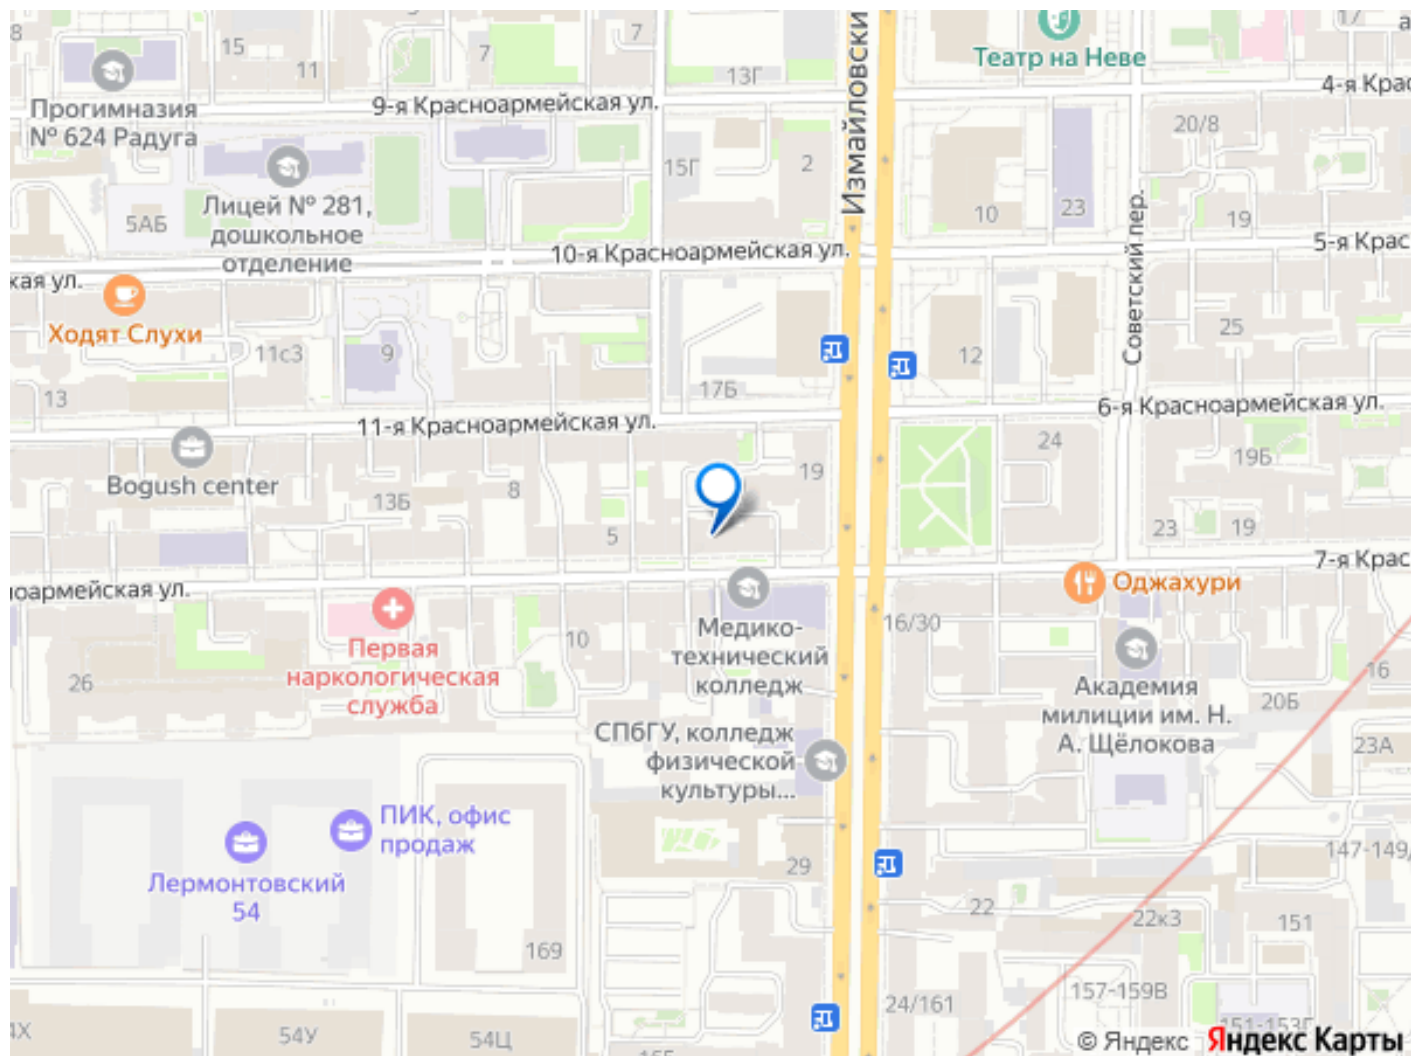 8
15
11
7
7
13Г
Театр на Неве
17
4-я Крас
Прогимназия
№ 624 Радуга
9-я Красноармейская ул.
Измайловски
20/8
Лицей № 281,
дошкольное
отделение
5АБ
15Г
2
10
23
19
Советский пер.
5-я Крас
10-я Красноармейская ул.
кая ул.
Ходят Слухи
11с3
9
17Б
12
25
13
11-я Красноармейская ул.
6-я Красноармейская ул.
24
19Б
Bogush center
13Б
8
19
5
23
19
7-я Крас
ноармейская ул.
Оджахури
Медико-
технический
колледж
16/30
Первая
наркологическая
служба
10
26
Академия
милиции им. Н.
А. Щёлокова
16
20Б
23А
СПбГУ, колледж
физической
культуры...
ПИК, офис
продаж
Лермонтовский
54
29
147-149/
22
22к3
151
169
157-159В
24/161
151-153Г
4Х
54У
54Ц
165
© Яндекс Яндекс Карты